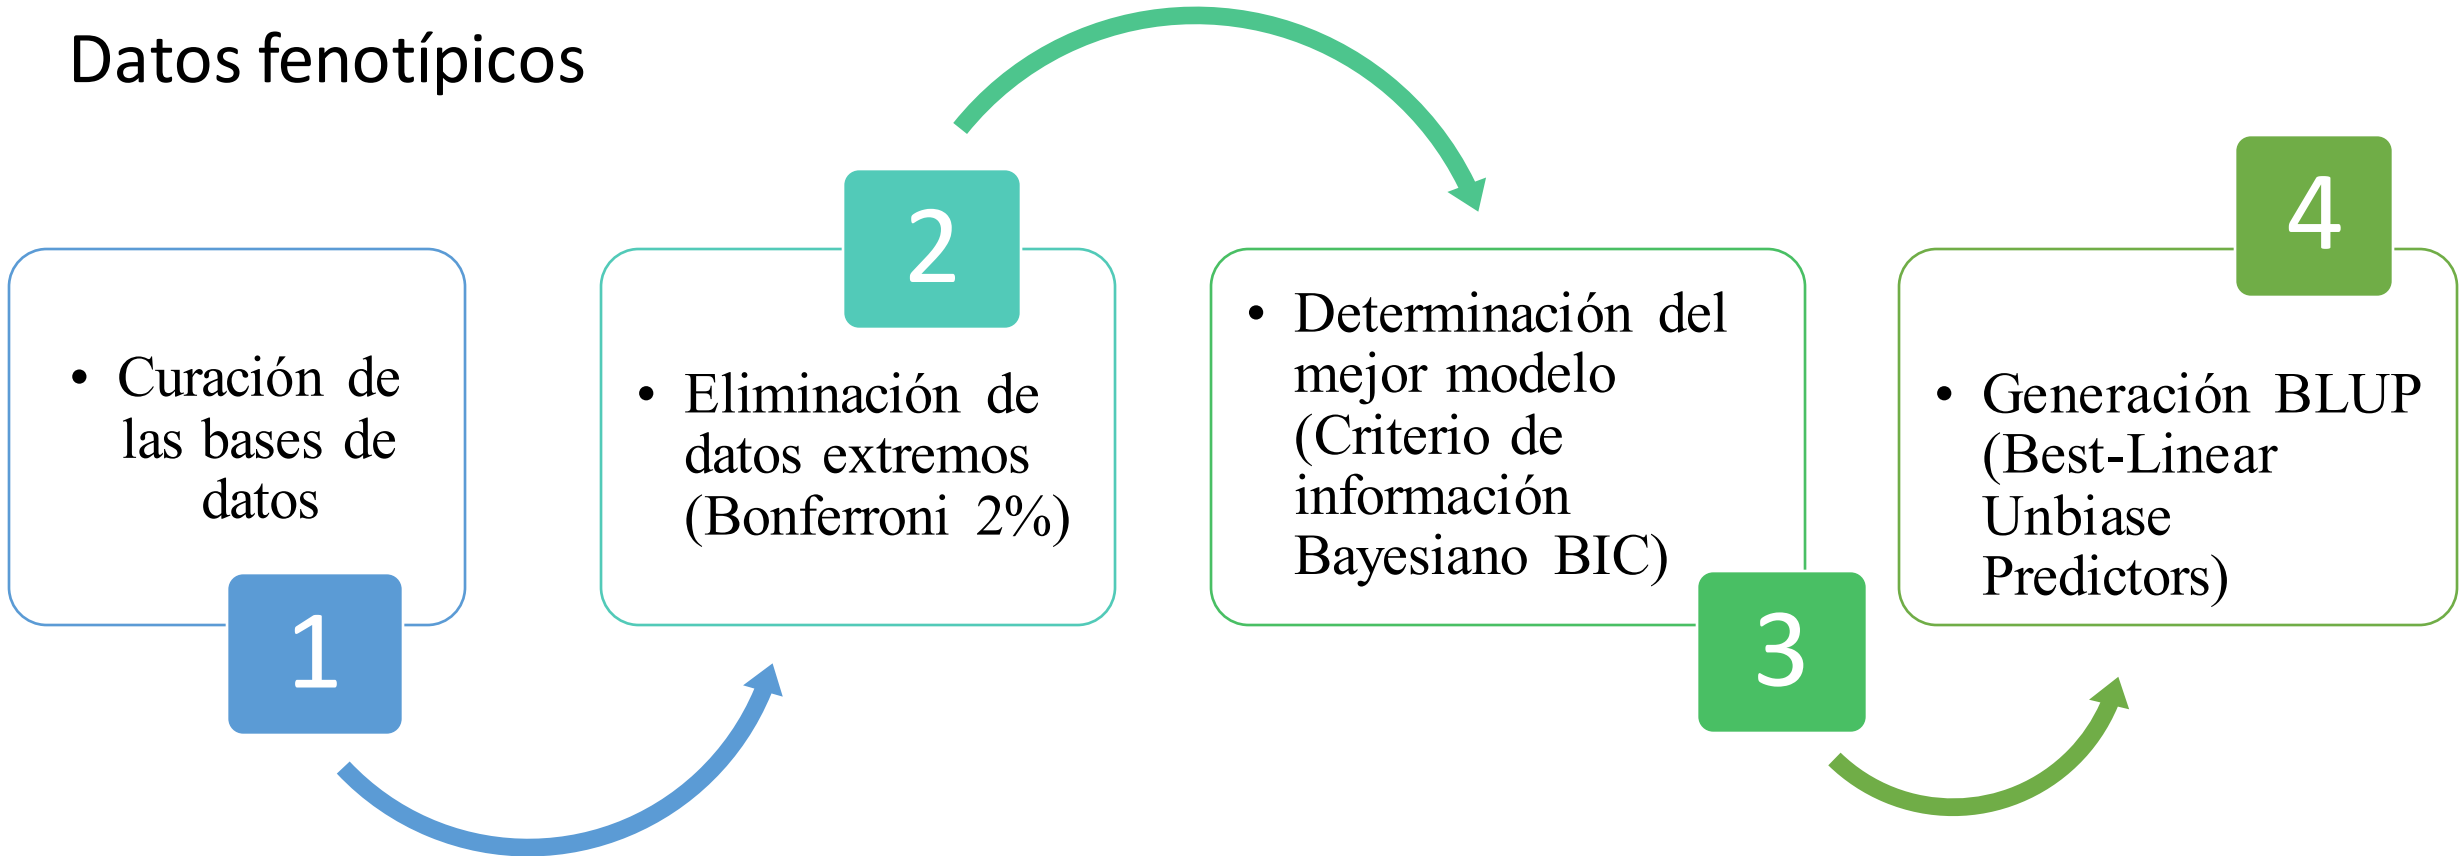 Datos fenotípicos
• Curación de
las bases de
datos
1
2
• Eliminación de
datos extremos
(Bonferroni 2%)
• Determinación del
mejor modelo
(Criterio de
información
Bayesiano BIC)
3
4
• Generación BLUP
(Best-Linear
Unbiase
Predictors)